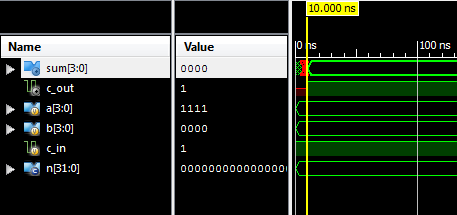 10.000 ns
Name Value 0 ns 100 ns
sum[3:0] 0000
c_out 1
a[3:0] 1111
b[3:0] 0000
c_in 1
n[31:0] 0000000000000000